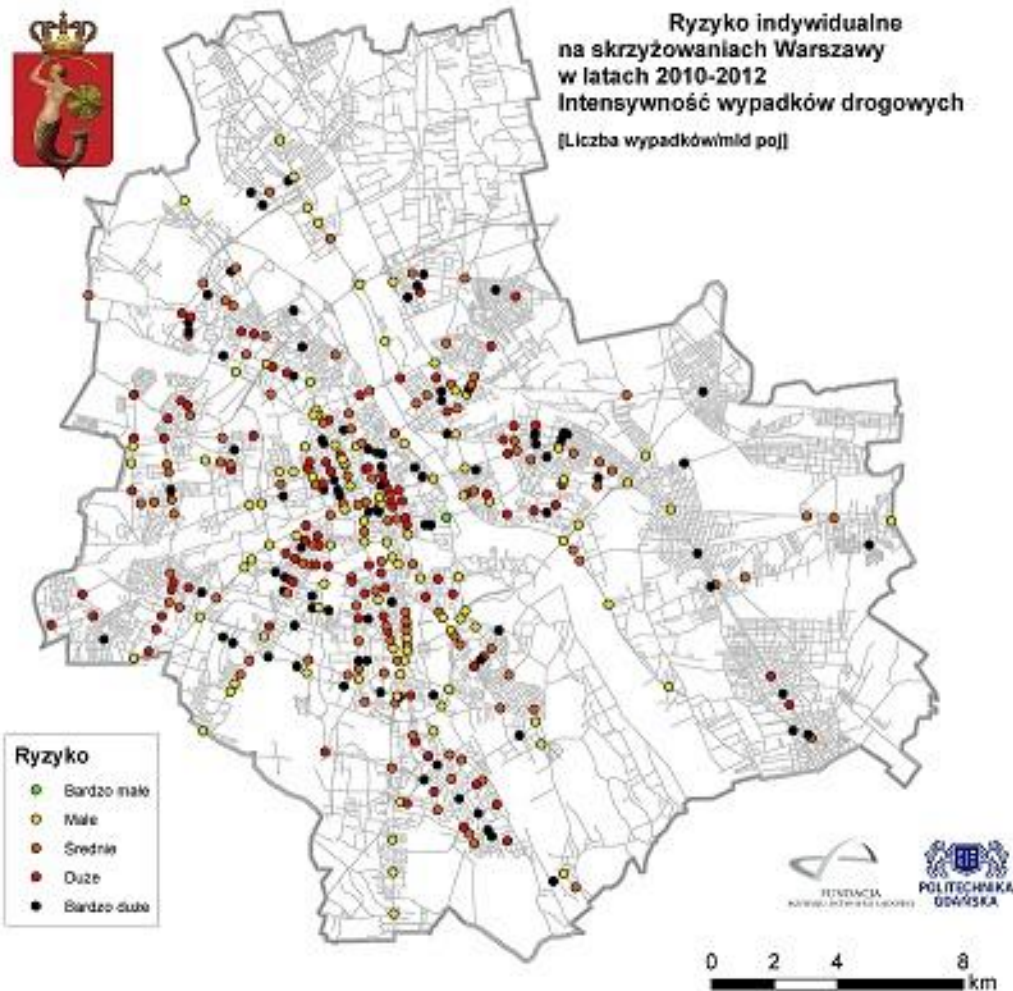 Ryzyko indywidualne
na skrzyżowaniach Warszawy
w latach 2010-2012
Intensywność wypadków drogowych
[Liczba wypadków/mld poj]
Ryzyko
Bardzo małe
Małe
Średnie
Duże
Bardzo duże
FUNDACJA
POLITECHNIKA
GDAŃSKA
0 2 4 8
km